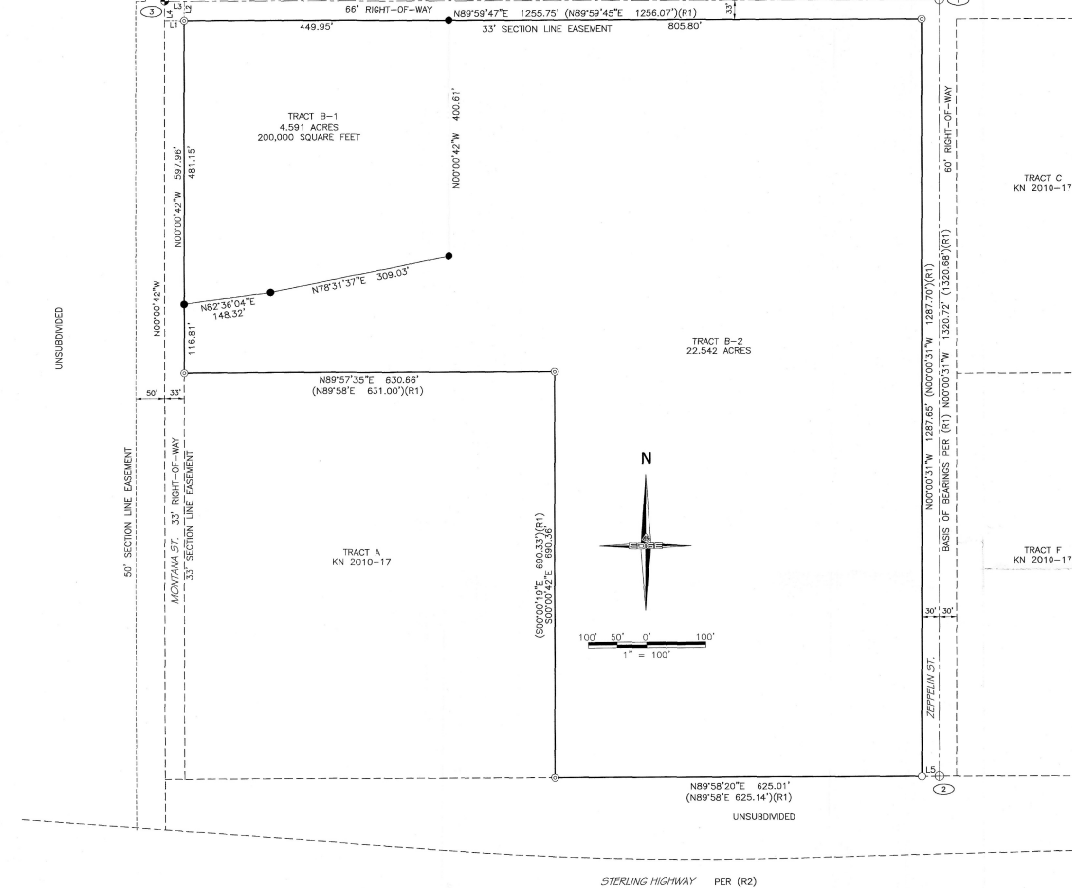 66' RIGHT-OF-WAY
N89°59'47"E 1255.75' (N89°59'45"E 1256.07')(R1)
33'
3
L4
L3
L2
L1
449.95'
33' SECTION LINE EASEMENT
805.80'
TRACT B-1
4.591 ACRES
200,000 SQUARE FEET
N00°00'42"W 400.61'
N00°00'42"W 597.96'
481.15'
60' RIGHT-OF-WAY
TRACT C
KN 2010-17
N78°31'37"E 309.03'
N82°36'04"E
148.32'
N00°00'42"W
116.81'
UNSUBDIVIDED
TRACT B-2
22.542 ACRES
N89°57'35"E 630.66'
(N89°58'E 631.00')(R1)
50'
33'
N00°00'31"W 1287.65' (N00°00'31"W 1287.70')(R1)
BASIS OF BEARINGS PER (R1) N00°00'31"W 1320.72' (1320.68')(R1)
50' SECTION LINE EASEMENT
MONTANA ST. 33' RIGHT-OF-WAY
33' SECTION LINE EASEMENT
N
TRACT A
KN 2010-17
(S00°00'19"E 690.33')(R1)
S00°00'42"E 690.36'
TRACT F
KN 2010-17
30'
30'
100' 50' 0' 100'
1" = 100'
ZEPPELIN ST.
L5
2
N89°58'20"E 625.01'
(N89°58'E 625.14')(R1)
UNSUBDIVIDED
STERLING HIGHWAY PER (R2)